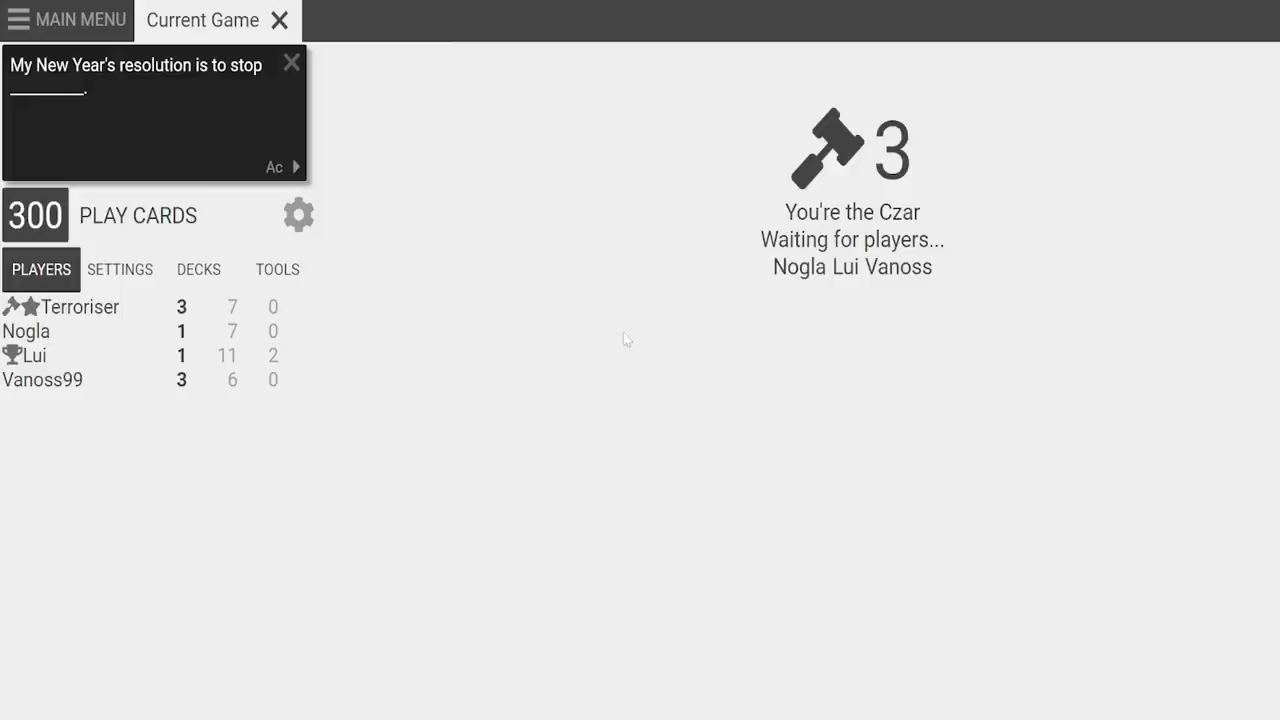 MAIN MENU
Current Game
My New Year's resolution is to stop
________.
Ac
300 PLAY CARDS
PLAYERS SETTINGS DECKS TOOLS
Terroriser 3 7 0
Nogla 1 7 0
Lui 1 11 2
Vanoss99 3 6 0
3
You're the Czar
Waiting for players...
Nogla Lui Vanoss